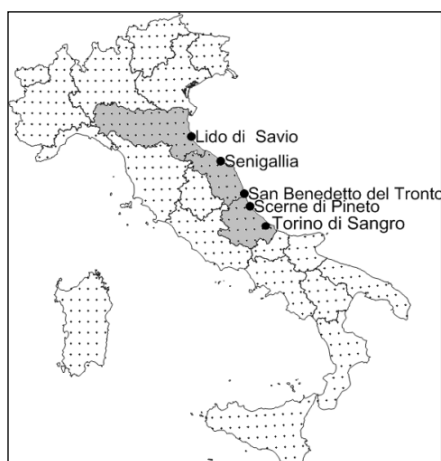 Lido di Savio
Senigallia
San Benedetto del Tronto
Scerne di Pineto
Torino di Sangro